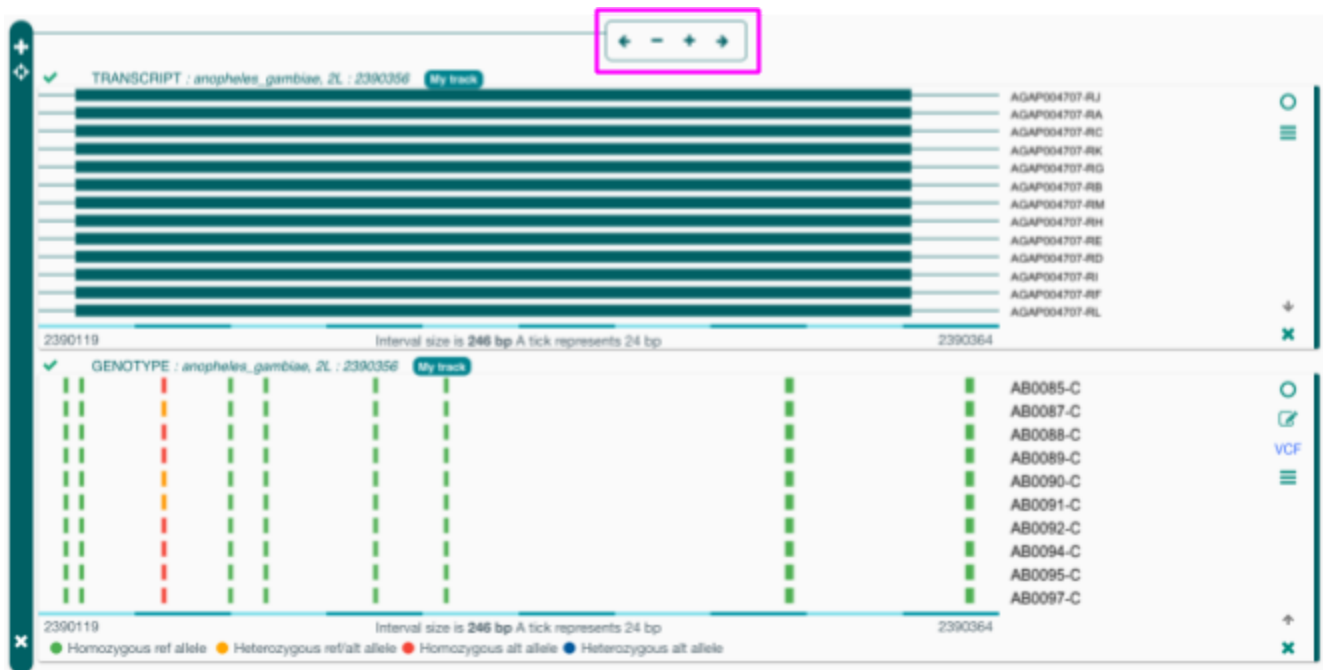 TRANSCRIPT : anopheles_gambiae, 2L : 2390356 My track
AGAP004707-RJ
AGAP004707-RA
AGAP004707-RC
AGAP004707-RK
AGAP004707-RG
AGAP004707-RB
AGAP004707-RM
AGAP004707-RH
AGAP004707-RE
AGAP004707-RD
AGAP004707-RI
AGAP004707-RF
AGAP004707-RL
2390119 Interval size is 246 bp A tick represents 24 bp 2390364
GENOTYPE : anopheles_gambiae, 2L : 2390356 My track
AB0085-C
AB0087-C
AB0088-C
VCF
AB0089-C
AB0090-C
AB0091-C
AB0092-C
AB0094-C
AB0095-C
AB0097-C
2390119 Interval size is 246 bp A tick represents 24 bp 2390364
Homozygous ref allele Heterozygous ref/alt allele Homozygous alt allele Heterozygous alt allele